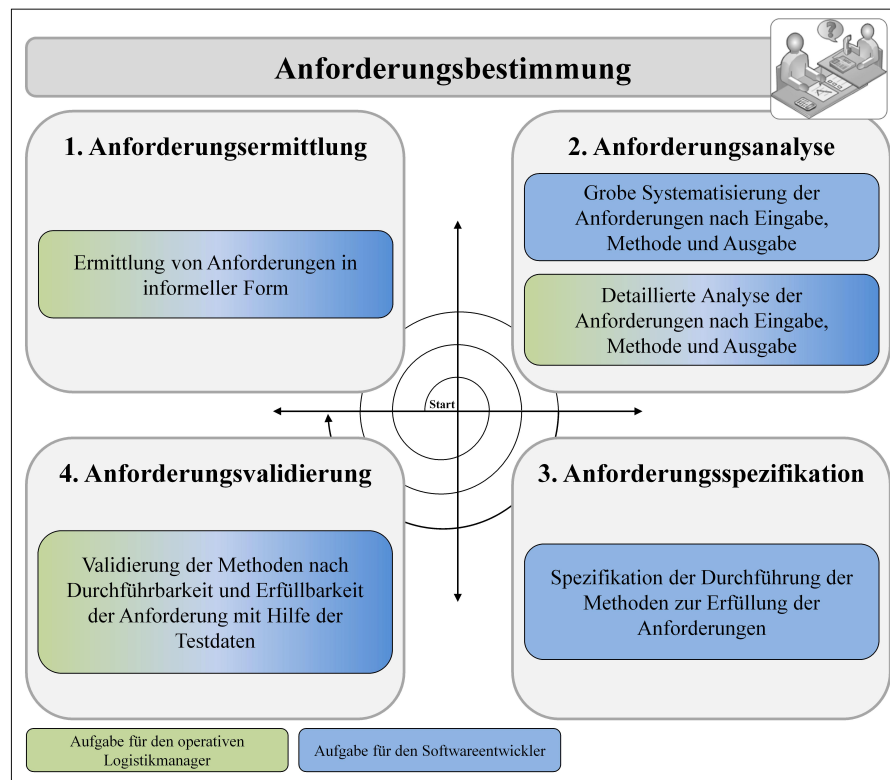 Anforderungsbestimmung
?
1. Anforderungsermittlung
Ermittlung von Anforderungen in
informeller Form
2. Anforderungsanalyse
Grobe Systematisierung der
Anforderungen nach Eingabe,
Methode und Ausgabe
Detaillierte Analyse der
Anforderungen nach Eingabe,
Methode und Ausgabe
Start
4. Anforderungsvalidierung
Validierung der Methoden nach
Durchführbarkeit und Erfüllbarkeit
der Anforderung mit Hilfe der
Testdaten
3. Anforderungsspezifikation
Spezifikation der Durchführung der
Methoden zur Erfüllung der
Anforderungen
Aufgabe für den operativen
Logistikmanager
Aufgabe für den Softwareentwickler